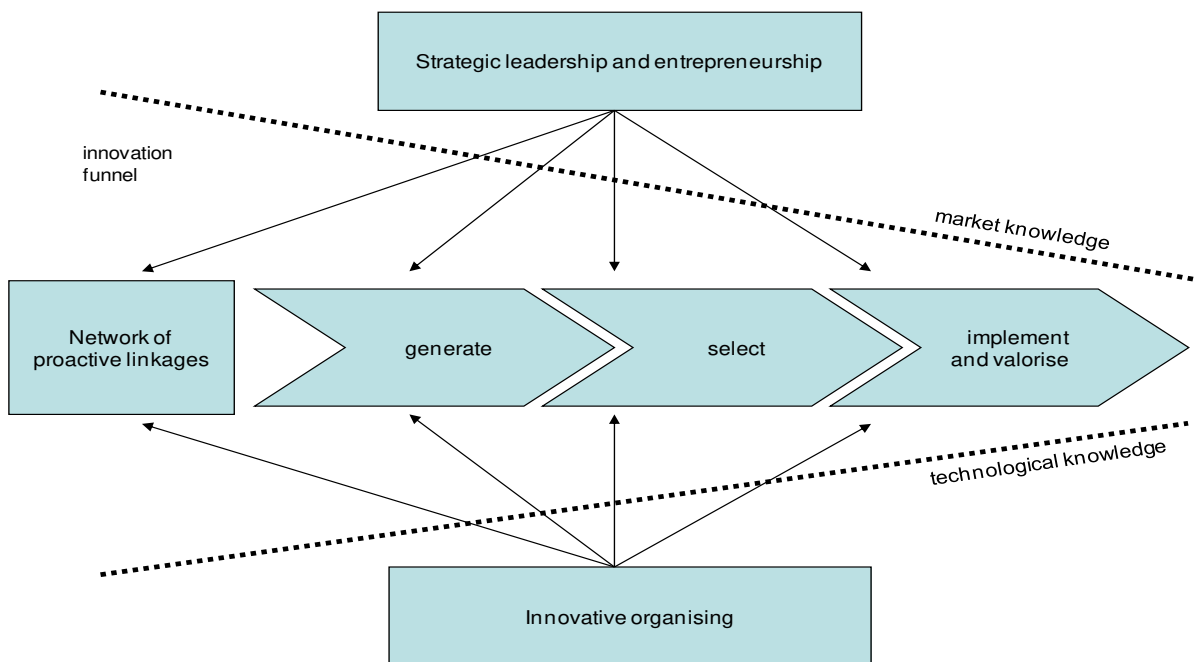 Strategic leadership and entrepreneurship
innovation
funnel
market knowledge
Network of
proactive linkages
generate
select
implement
and valorise
technological knowledge
Innovative organising